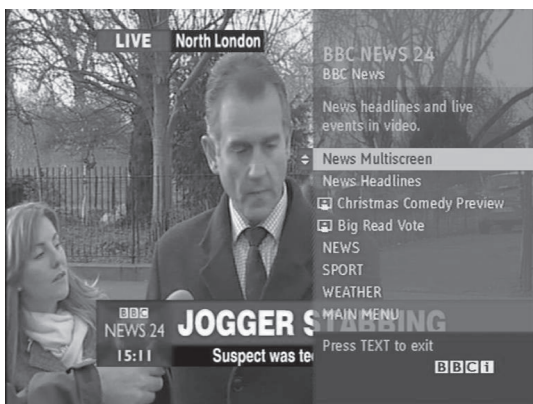 LIVE North London
BBC NEWS 24
BBC News
News headlines and live
events in video.
News Multiscreen
News Headlines
Christmas Comedy Preview
Big Read Vote
NEWS
SPORT
WEATHER
MAIN MENU
Press TEXT to exit
BBCi
BBC
NEWS 24
15:11
JOGGER STABBING
Suspect was